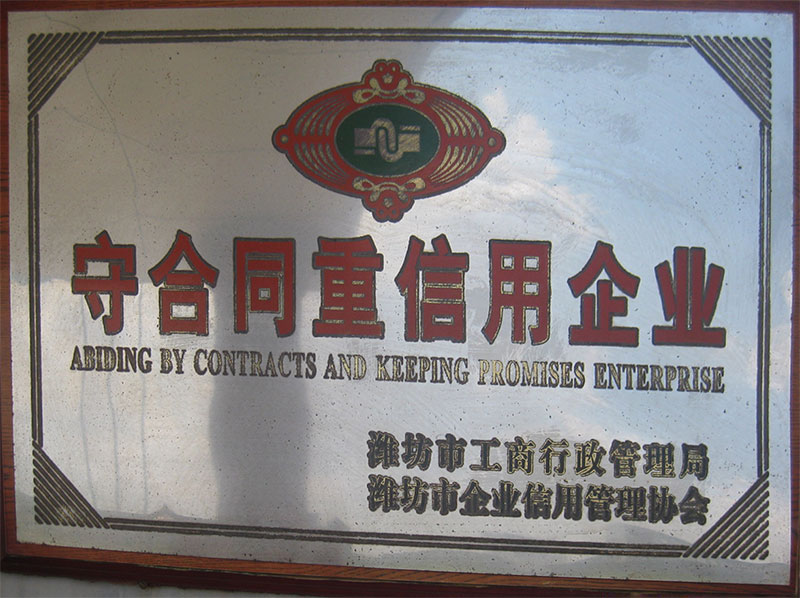 守合同重信用企业
ABIDING BY CONTRACTS AND KEEPING PROMISES ENTERPRISE
潍坊市工商行政管理局
潍坊市企业信用管理协会